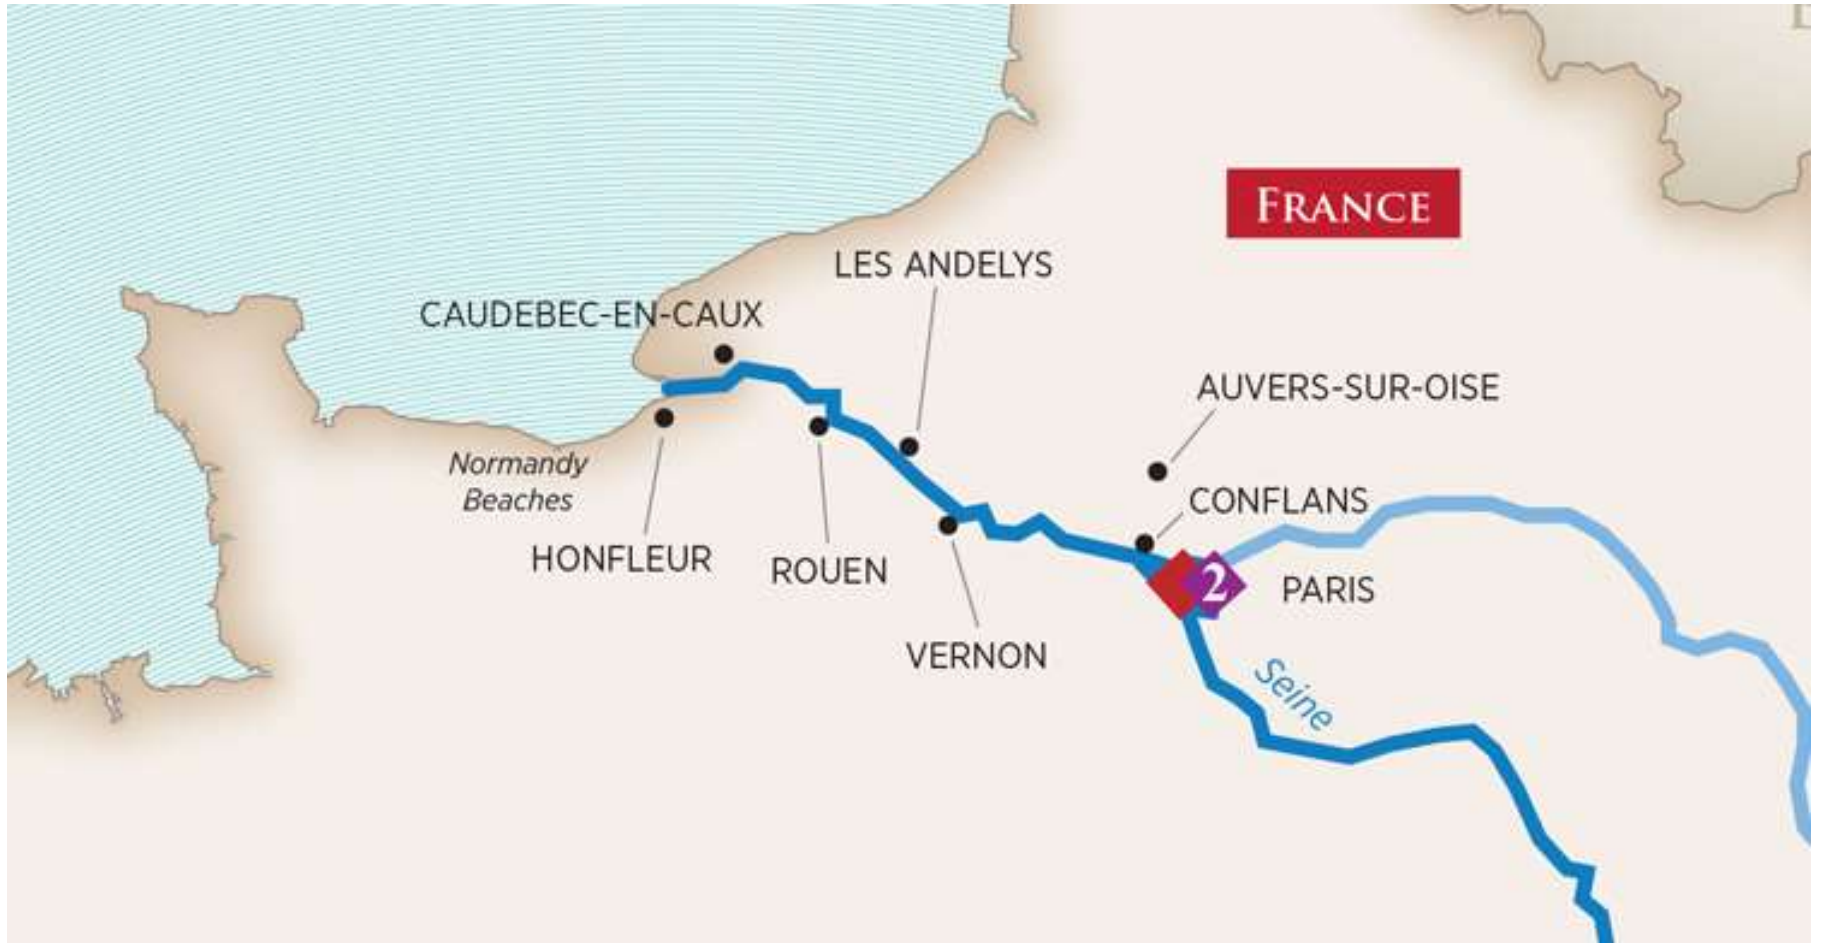 FRANCE
LES ANDELYS
CAUDEBEC-EN-CAUX
AUVERS-SUR-OISE
Normandy
Beaches
CONFLANS
HONFLEUR
ROUEN
2
PARIS
VERNON
Seine